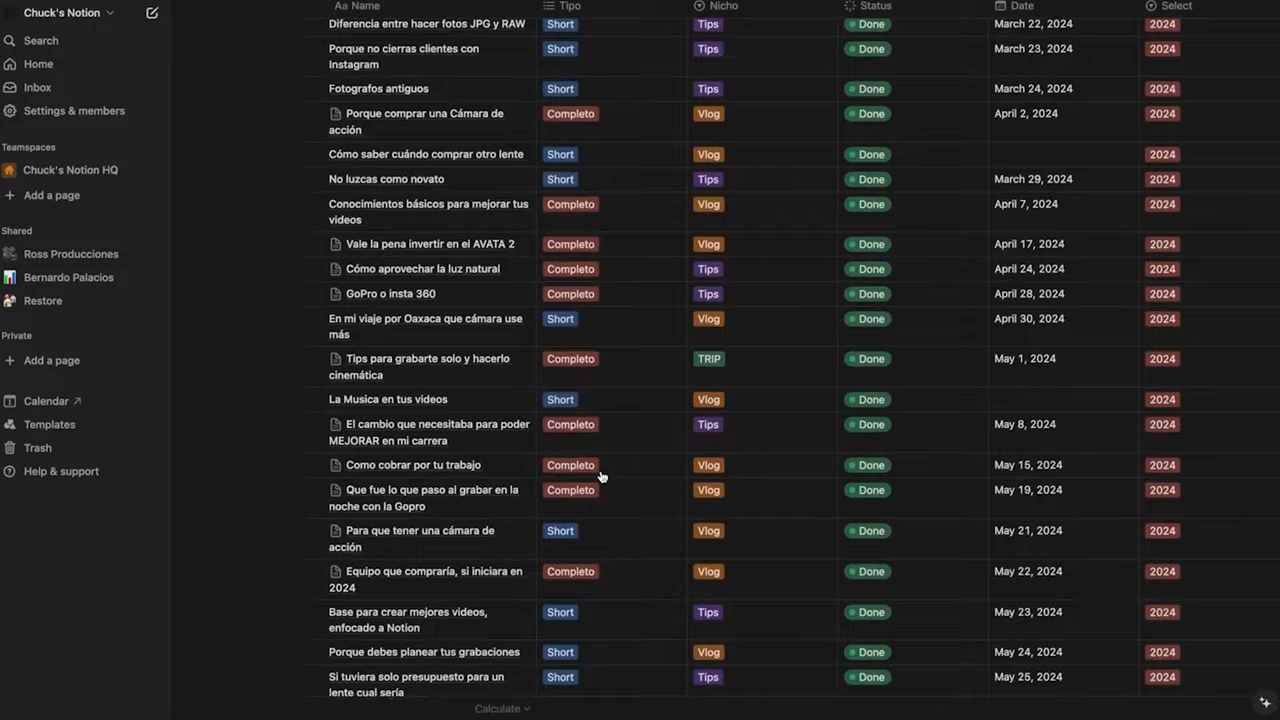 Chuck's Notion
Search
Home
Inbox
Settings & members
Teamspaces
Chuck's Notion HQ
Add a page
Shared
Ross Producciones
Bernardo Palacios
Restore
Private
Add a page
Calendar ↗
Templates
Trash
Help & support
Aa Name Tipo Nicho Status Date Select
Diferencia entre hacer fotos JPG y RAW Short Tips Done March 22, 2024 2024
Porque no cierras clientes con Short Tips Done March 23, 2024 2024
Instagram
Fotografos antiguos Short Tips Done March 24, 2024 2024
Porque comprar una Cámara de Completo Vlog Done April 2, 2024 2024
acción
Cómo saber cuándo comprar otro lente Short Vlog Done 2024
No luzcas como novato Short Tips Done March 29, 2024 2024
Conocimientos básicos para mejorar tus Completo Vlog Done April 7, 2024 2024
videos
Vale la pena invertir en el AVATA 2 Completo Vlog Done April 17, 2024 2024
Cómo aprovechar la luz natural Completo Tips Done April 24, 2024 2024
GoPro o insta 360 Completo Tips Done April 28, 2024 2024
En mi viaje por Oaxaca que cámara use Short Vlog Done April 30, 2024 2024
más
Tips para grabarte solo y hacerlo Completo TRIP Done May 1, 2024 2024
cinemática
La Musica en tus videos Short Vlog Done 2024
El cambio que necesitaba para poder Completo Tips Done May 8, 2024 2024
MEJORAR en mi carrera
Como cobrar por tu trabajo Completo Vlog Done May 15, 2024 2024
Que fue lo que paso al grabar en la Completo Vlog Done May 19, 2024 2024
noche con la Gopro
Para que tener una cámara de Short Vlog Done May 21, 2024 2024
acción
Equipo que compraría, si iniciara en Completo Vlog Done May 22, 2024 2024
2024
Base para crear mejores videos, Short Tips Done May 23, 2024 2024
enfocado a Notion
Porque debes planear tus grabaciones Short Vlog Done May 24, 2024 2024
Si tuviera solo presupuesto para un Short Tips Done May 25, 2024 2024
lente cual sería
Calculate